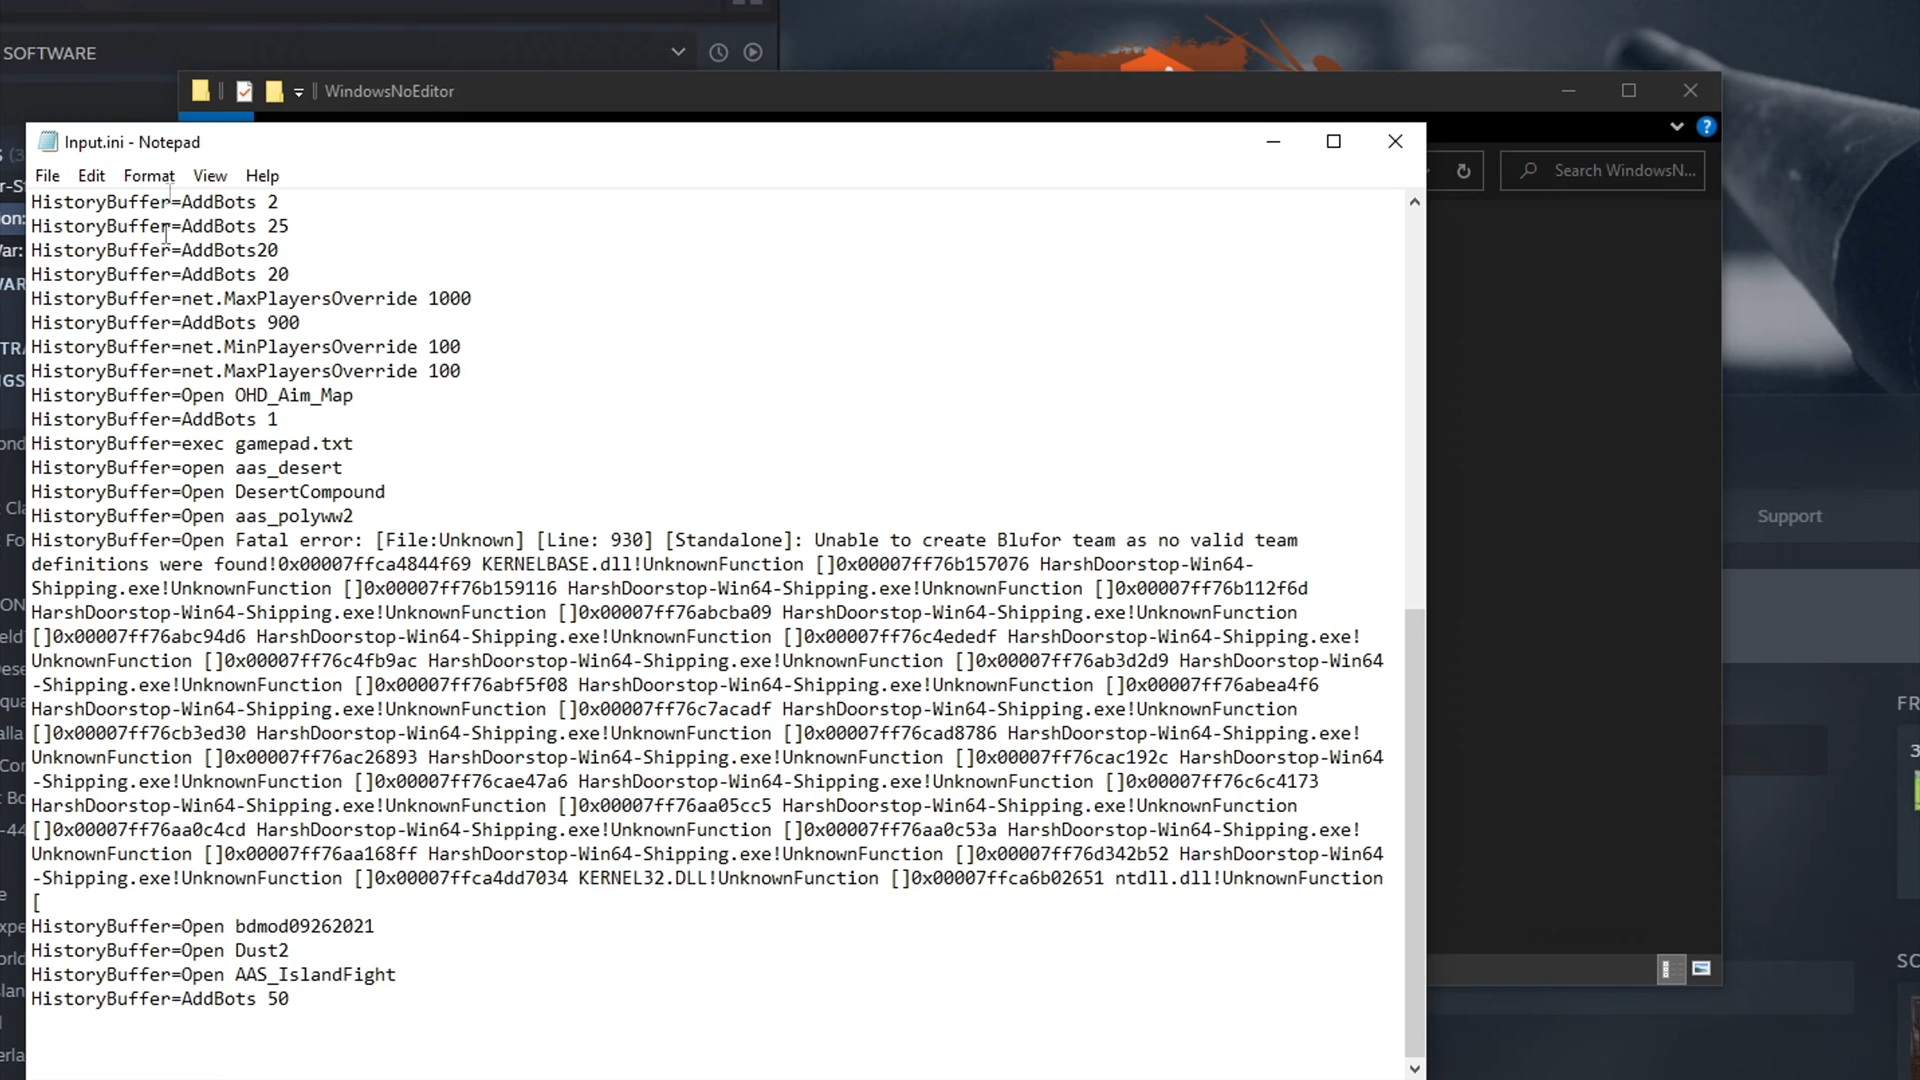 SOFTWARE
WindowsNoEditor
Search WindowsN...
Input.ini - Notepad
File Edit Format View Help
HistoryBuffer=AddBots 2
HistoryBuffer=AddBots 25
HistoryBuffer=AddBots20
HistoryBuffer=AddBots 20
HistoryBuffer=net.MaxPlayersOverride 1000
HistoryBuffer=AddBots 900
HistoryBuffer=net.MinPlayersOverride 100
HistoryBuffer=net.MaxPlayersOverride 100
HistoryBuffer=Open OHD_Aim_Map
HistoryBuffer=AddBots 1
HistoryBuffer=exec gamepad.txt
HistoryBuffer=open aas_desert
HistoryBuffer=Open DesertCompound
HistoryBuffer=Open aas_polyww2
HistoryBuffer=Open Fatal error: [File:Unknown] [Line: 930] [Standalone]: Unable to create Blufor team as no valid team
definitions were found!0x00007ffca4844f69 KERNELBASE.dll!UnknownFunction []0x00007ff76b157076 HarshDoorstop-Win64-
Shipping.exe!UnknownFunction []0x00007ff76b159116 HarshDoorstop-Win64-Shipping.exe!UnknownFunction []0x00007ff76b112f6d
HarshDoorstop-Win64-Shipping.exe!UnknownFunction []0x00007ff76abcba09 HarshDoorstop-Win64-Shipping.exe!UnknownFunction
[]0x00007ff76abc94d6 HarshDoorstop-Win64-Shipping.exe!UnknownFunction []0x00007ff76c4ededf HarshDoorstop-Win64-Shipping.exe!
UnknownFunction []0x00007ff76c4fb9ac HarshDoorstop-Win64-Shipping.exe!UnknownFunction []0x00007ff76ab3d2d9 HarshDoorstop-Win64
-Shipping.exe!UnknownFunction []0x00007ff76abf5f08 HarshDoorstop-Win64-Shipping.exe!UnknownFunction []0x00007ff76abea4f6
HarshDoorstop-Win64-Shipping.exe!UnknownFunction []0x00007ff76c7acadf HarshDoorstop-Win64-Shipping.exe!UnknownFunction
[]0x00007ff76cb3ed30 HarshDoorstop-Win64-Shipping.exe!UnknownFunction []0x00007ff76cad8786 HarshDoorstop-Win64-Shipping.exe!
UnknownFunction []0x00007ff76ac26893 HarshDoorstop-Win64-Shipping.exe!UnknownFunction []0x00007ff76cac192c HarshDoorstop-Win64
-Shipping.exe!UnknownFunction []0x00007ff76cae47a6 HarshDoorstop-Win64-Shipping.exe!UnknownFunction []0x00007ff76c6c4173
HarshDoorstop-Win64-Shipping.exe!UnknownFunction []0x00007ff76aa05cc5 HarshDoorstop-Win64-Shipping.exe!UnknownFunction
[]0x00007ff76aa0c4cd HarshDoorstop-Win64-Shipping.exe!UnknownFunction []0x00007ff76aa0c53a HarshDoorstop-Win64-Shipping.exe!
UnknownFunction []0x00007ff76aa168ff HarshDoorstop-Win64-Shipping.exe!UnknownFunction []0x00007ff76d342b52 HarshDoorstop-Win64
-Shipping.exe!UnknownFunction []0x00007ffca4dd7034 KERNEL32.DLL!UnknownFunction []0x00007ffca6b02651 ntdll.dll!UnknownFunction
[
HistoryBuffer=Open bdmod09262021
HistoryBuffer=Open Dust2
HistoryBuffer=Open AAS_IslandFight
HistoryBuffer=AddBots 50
Support